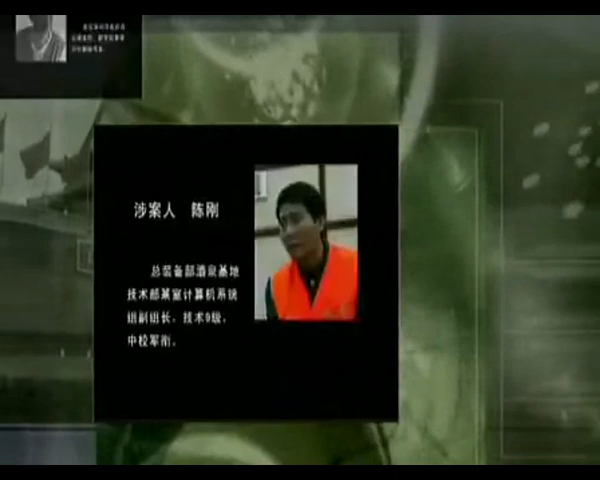 涉案人 陈刚
总装备部酒泉基地
技术部某室计算机系统
组副组长,技术9级,
中校军衔。